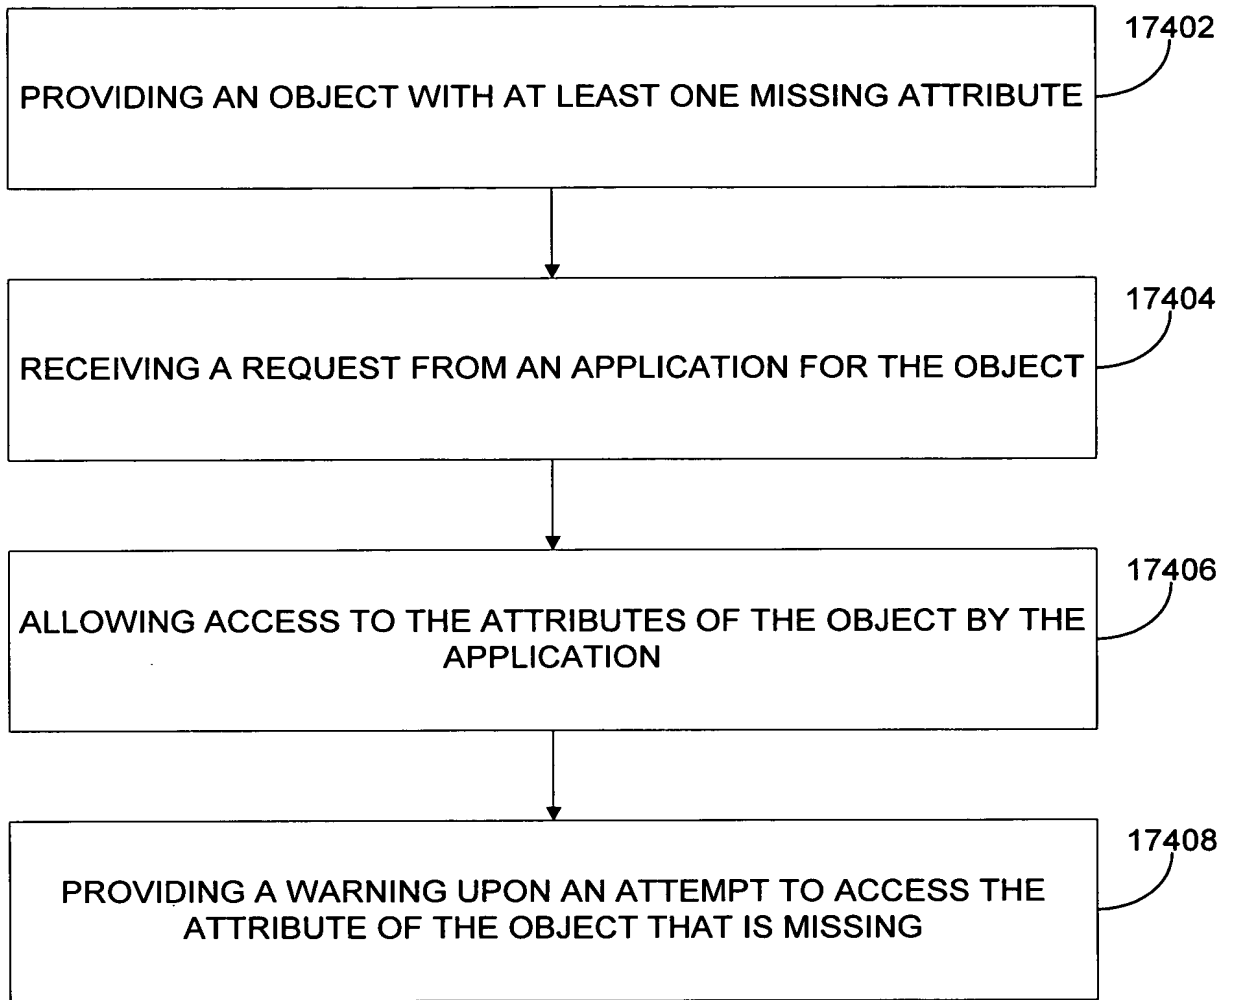 17402
PROVIDING AN OBJECT WITH AT LEAST ONE MISSING ATTRIBUTE
17404
RECEIVING A REQUEST FROM AN APPLICATION FOR THE OBJECT
17406
ALLOWING ACCESS TO THE ATTRIBUTES OF THE OBJECT BY THE
APPLICATION
17408
PROVIDING A WARNING UPON AN ATTEMPT TO ACCESS THE
ATTRIBUTE OF THE OBJECT THAT IS MISSING